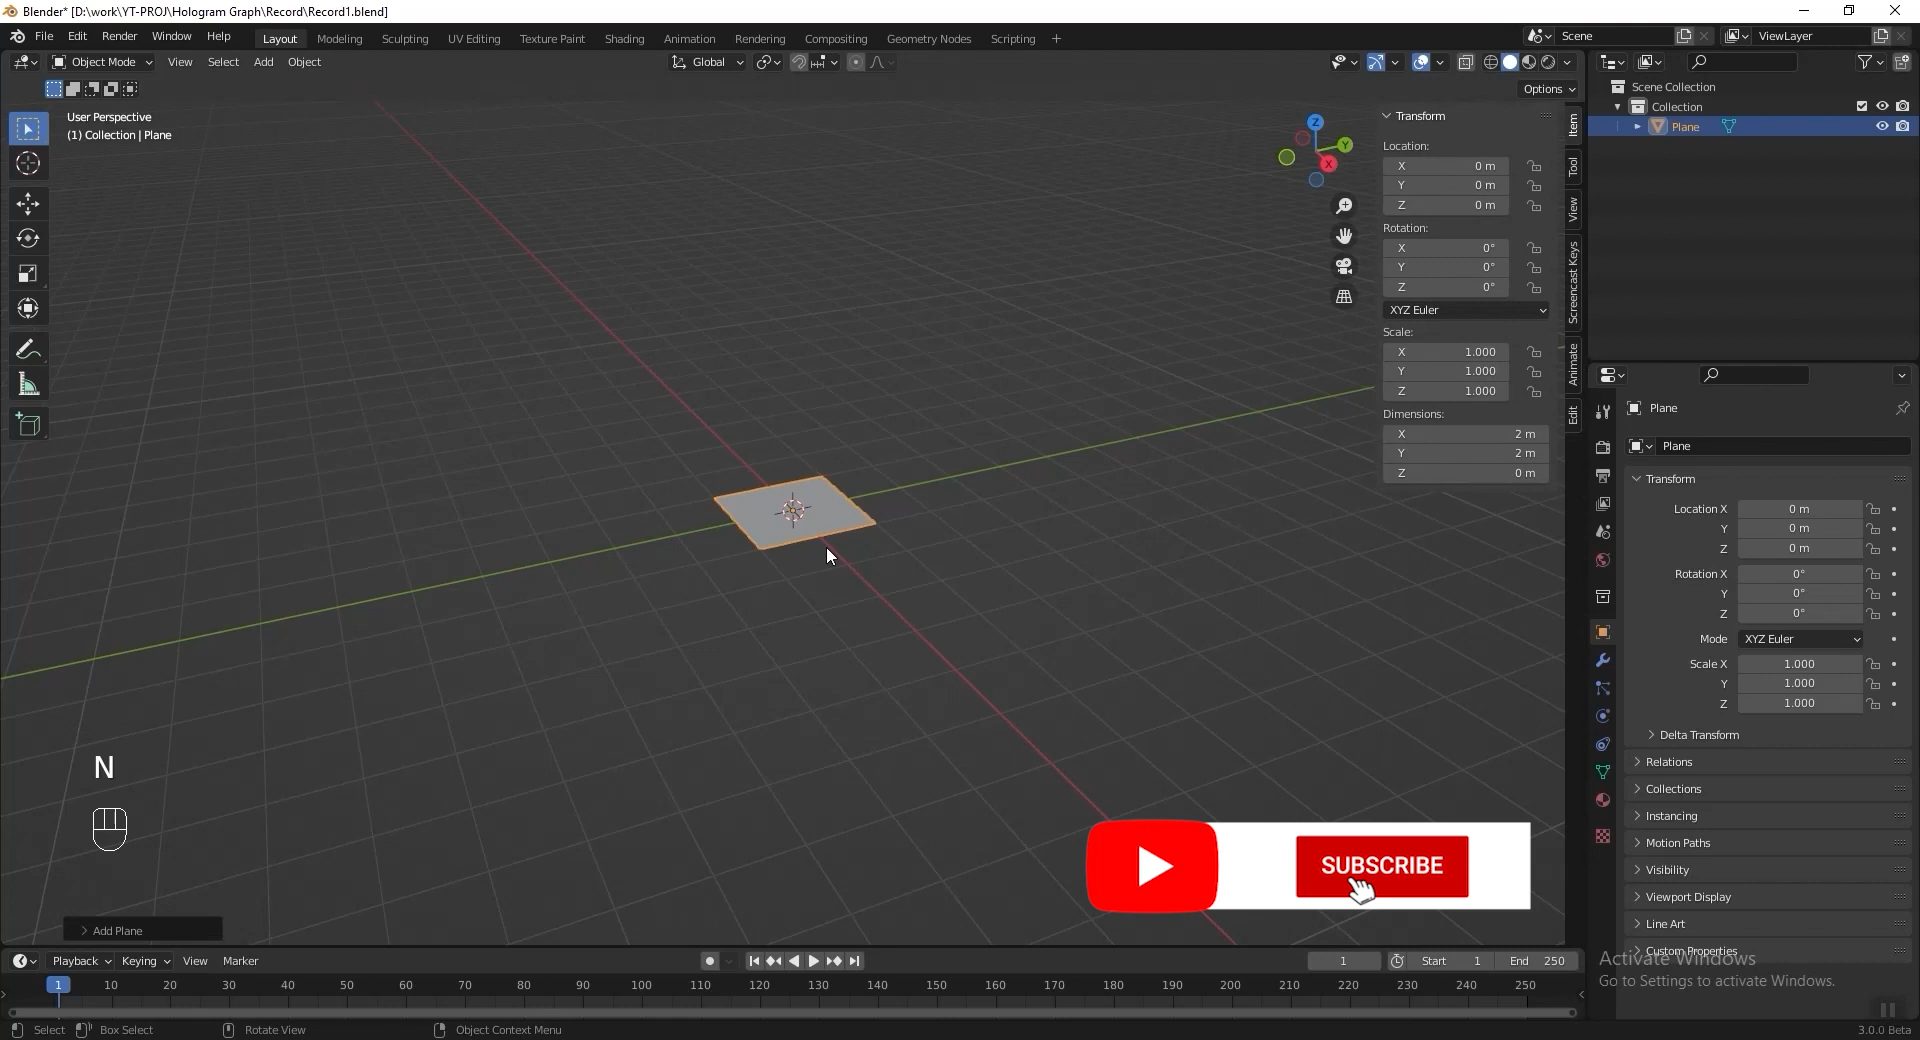 Blender* [D:\work\YT-PROJ\Hologram Graph\Record\Record1.blend]
File Edit Render Window Help Layout Modeling Sculpting UV Editing Texture Paint Shading Animation Rendering Compositing Geometry Nodes Scripting + Scene ViewLayer
Object Mode View Select Add Object Global
Options
User Perspective
(1) Collection | Plane
Transform
Location:
X 0 m
Y 0 m
Z 0 m
Rotation:
X 0°
Y 0°
Z 0°
XYZ Euler
Scale:
X 1.000
Y 1.000
Z 1.000
Dimensions:
X 2 m
Y 2 m
Z 0 m
Item
Tool
View
Screencast Keys
Animate
Edit
Z
Y
X
Scene Collection
Collection
Plane
Plane
Plane
Transform
Location X 0 m
Y 0 m
Z 0 m
Rotation X 0°
Y 0°
Z 0°
Mode XYZ Euler
Scale X 1.000
Y 1.000
Z 1.000
Delta Transform
Relations
Collections
Instancing
Motion Paths
Visibility
Viewport Display
Line Art
Custom Properties
Activate Windows
Go to Settings to activate Windows.
N
SUBSCRIBE
Add Plane
Playback Keying View Marker 1 Start 1 End 250
1 10 20 30 40 50 60 70 80 90 100 110 120 130 140 150 160 170 180 190 200 210 220 230 240 250
Select Box Select Rotate View Object Context Menu 3.0.0 Beta